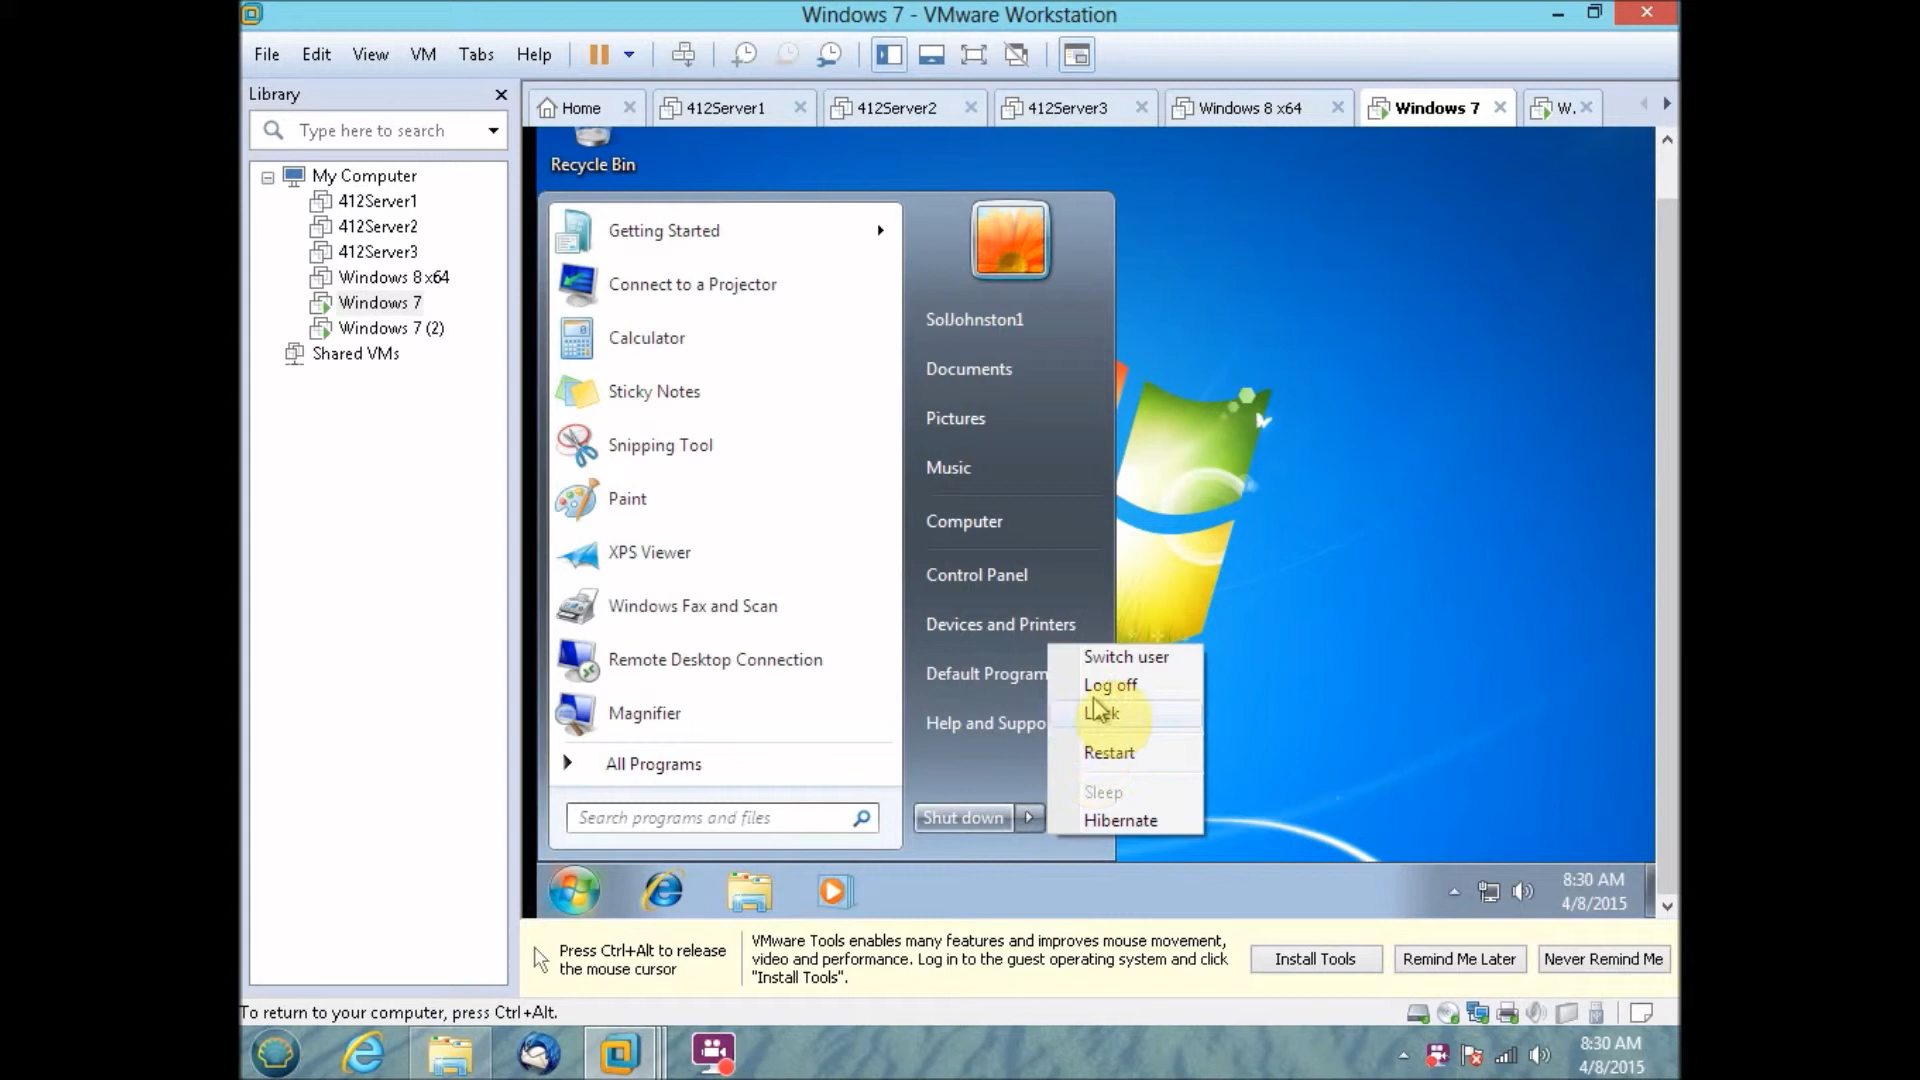 Windows 7 - VMware Workstation
File Edit View VM Tabs Help
Library
Type here to search
My Computer
412Server1
412Server2
412Server3
Windows 8 x64
Windows 7
Windows 7 (2)
Shared VMs
Home 412Server1 412Server2 412Server3 Windows 8 x64 Windows 7 W.
Recycle Bin
Getting Started
Connect to a Projector
Calculator
Sticky Notes
Snipping Tool
Paint
XPS Viewer
Windows Fax and Scan
Remote Desktop Connection
Magnifier
All Programs
Search programs and files
SolJohnston1
Documents
Pictures
Music
Computer
Control Panel
Devices and Printers
Default Program
Help and Suppo
Shut down
Switch user
Log off
Lock
Restart
Sleep
Hibernate
8:30 AM
4/8/2015
Press Ctrl+Alt to release
the mouse cursor
VMware Tools enables many features and improves mouse movement,
video and performance. Log in to the guest operating system and click
"Install Tools".
Install Tools Remind Me Later Never Remind Me
To return to your computer, press Ctrl+Alt.
8:30 AM
4/8/2015